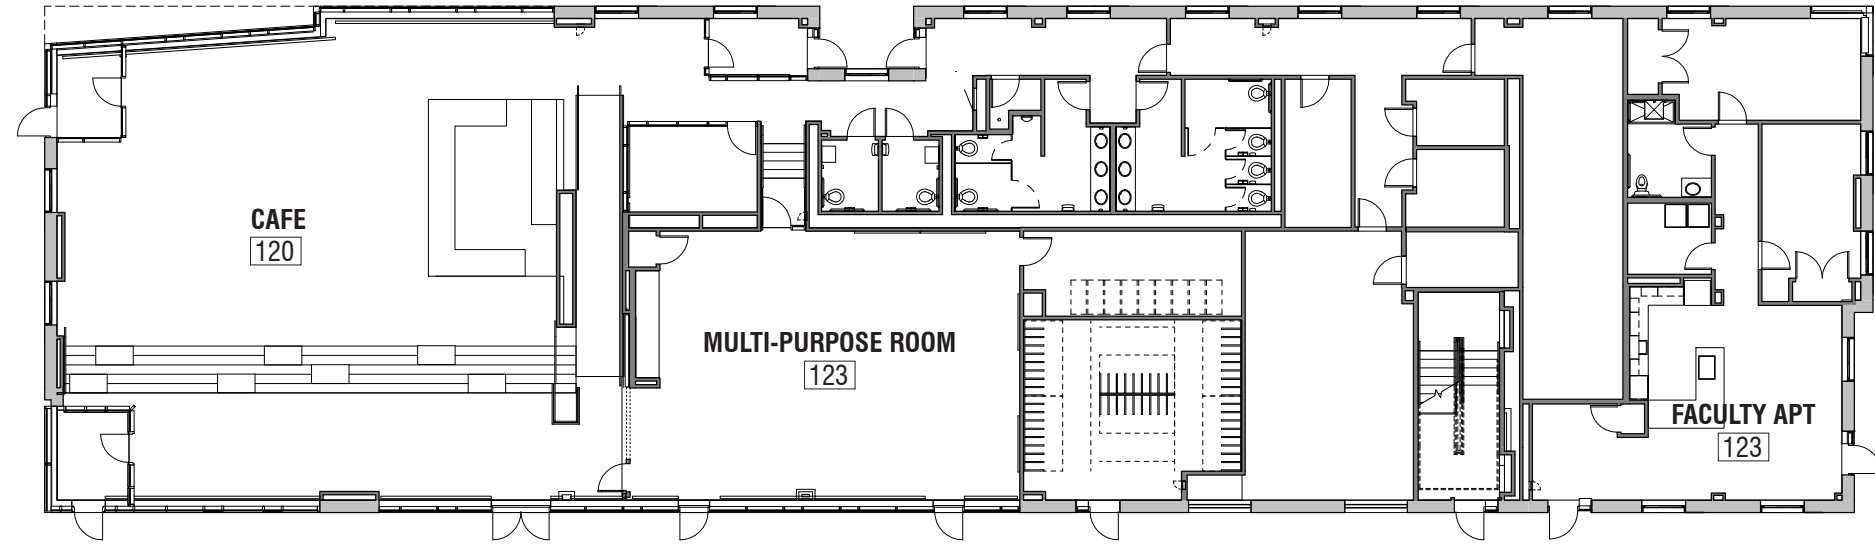 CAFE
120
MULTI-PURPOSE ROOM
123
FACULTY APT
123